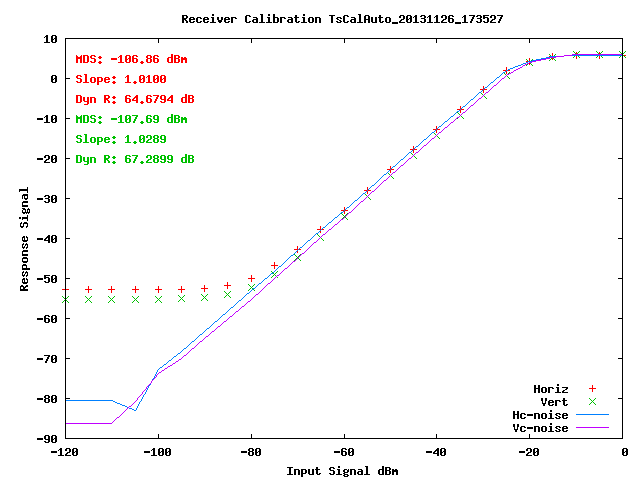 Receiver Calibration TsCalAuto_20131126_173527
10
0
-10
-20
-30
-40
-50
-60
-70
-80
-90
Response Signal
MDS: -106.86 dBm
Slope: 1.0100
Dyn R: 64.6794 dB
MDS: -107.69 dBm
Slope: 1.0289
Dyn R: 67.2899 dB
Horiz
Vert
Hc-noise
Vc-noise
-120 -100 -80 -60 -40 -20 0
Input Signal dBm